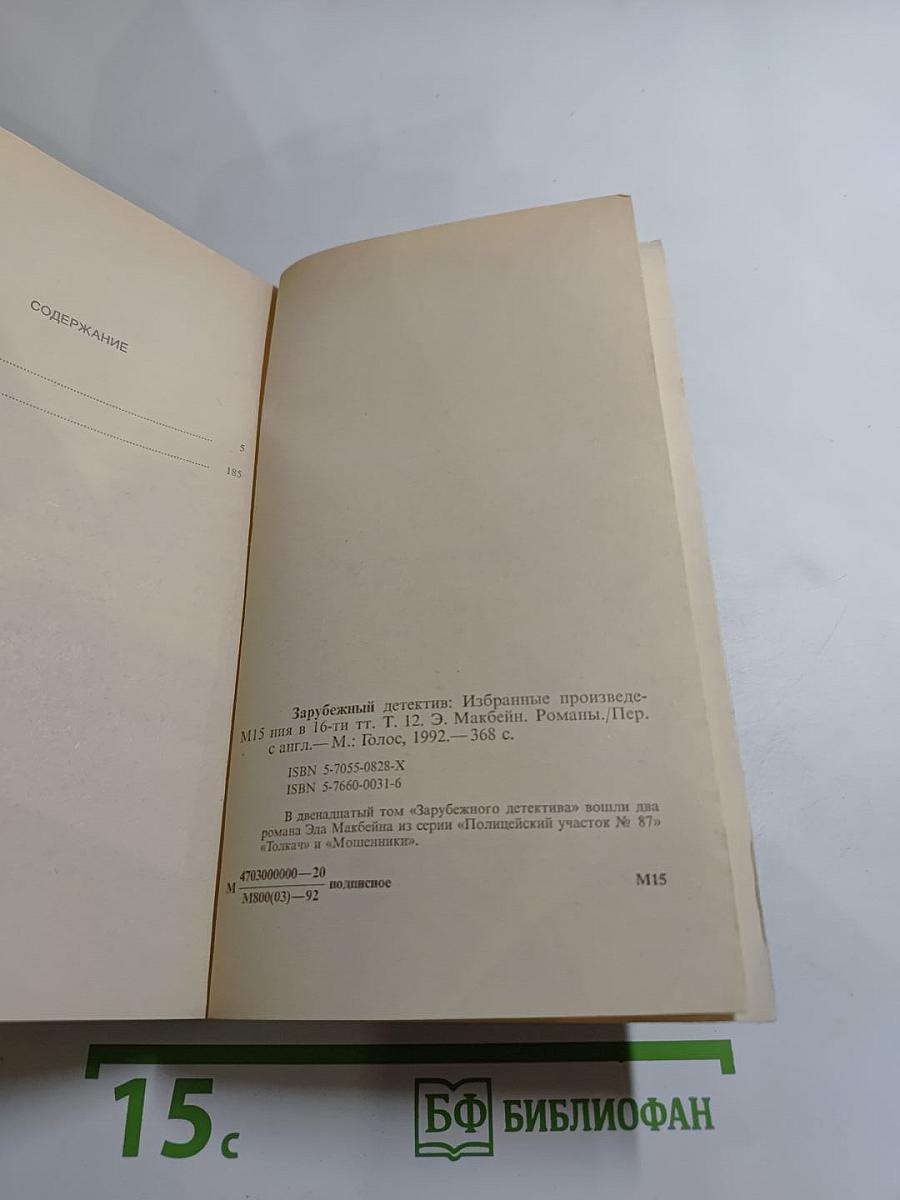 СОДЕРЖАНИЕ
5
185
Зарубежный детектив: Избранные произведе-
М15 ния в 16-ти тт. Т. 12. Э. Макбейн. Романы./Пер.
с англ.— М.: Голос, 1992.— 368 с.
ISBN 5-7055-0828-X
ISBN 5-7660-0031-6
В двенадцатый том «Зарубежного детектива» вошли два
романа Эда Макбейна из серии «Полицейский участок № 87»
«Толкач» и «Мошенники».
4703000000—20
М подписное М15
М800(03)—92
15 с
БФ БИБЛИОФАН